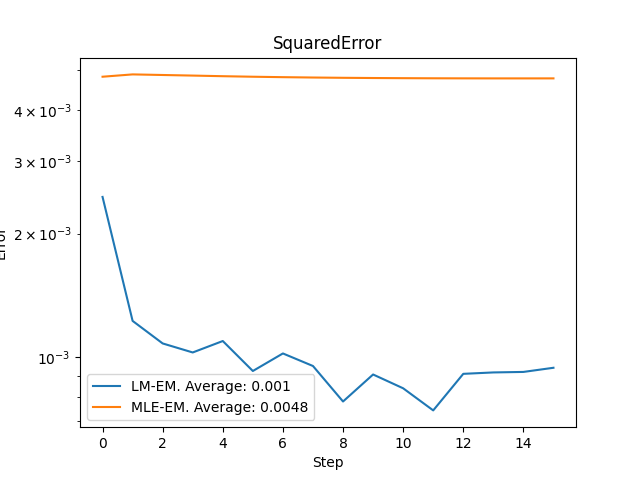 SquaredError
4 × 10⁻³
3 × 10⁻³
2 × 10⁻³
10⁻³
Error
LM-EM. Average: 0.001
MLE-EM. Average: 0.0048
0 2 4 6 8 10 12 14
Step